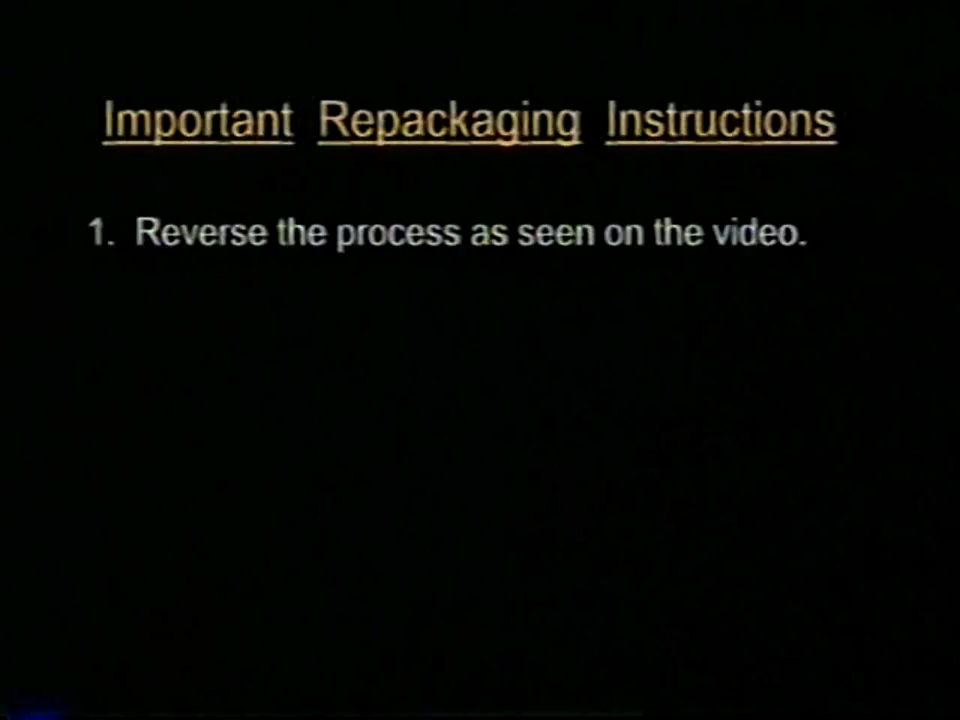 Important Repackaging Instructions
1. Reverse the process as seen on the video.